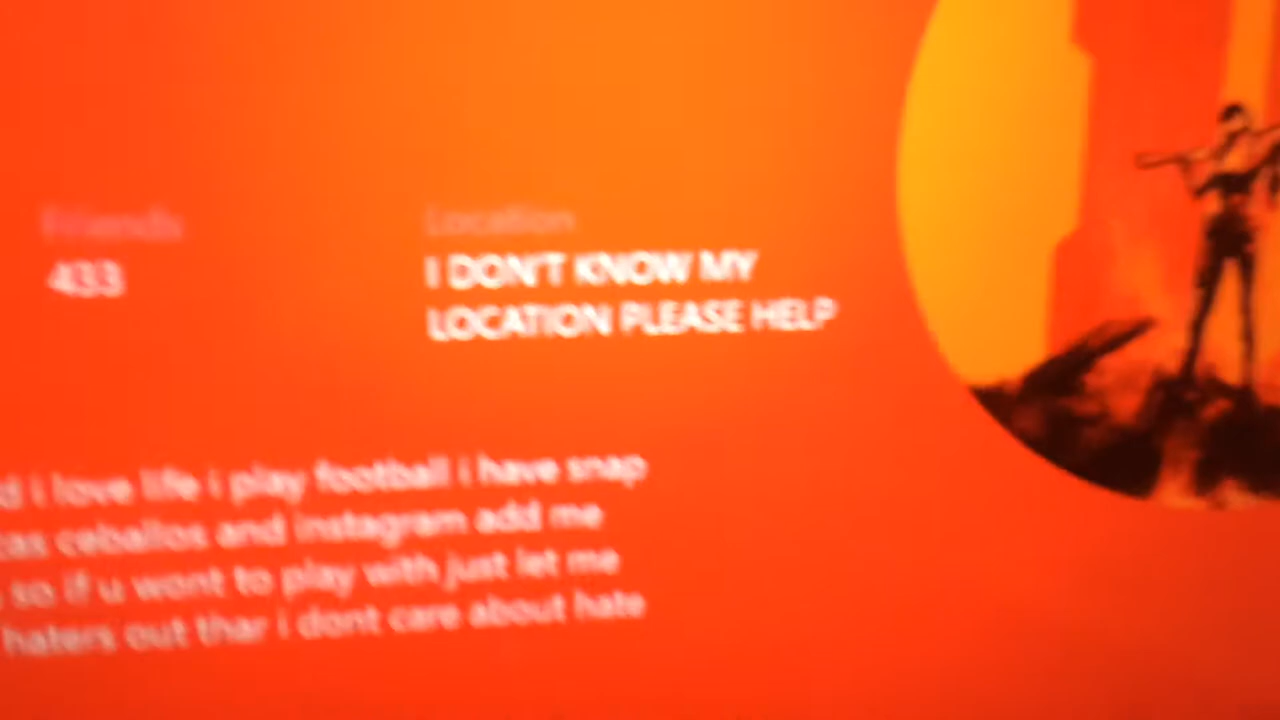 Friends
433
Location
I DON'T KNOW MY
LOCATION PLEASE HELP
d i love life i play football i have snap
cas ceballos and instagram add me
so if u wont to play with just let me
haters out thar i dont care about hate